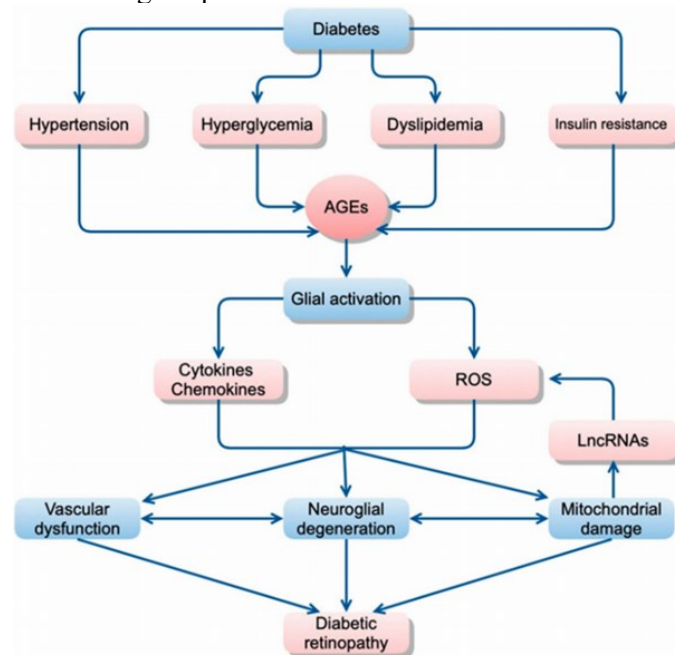 Diabetes
Hypertension
Hyperglycemia
Dyslipidemia
Insulin resistance
AGEs
Glial activation
Cytokines
Chemokines
ROS
LncRNAs
Vascular
dysfunction
Neuroglial
degeneration
Mitochondrial
damage
Diabetic
retinopathy